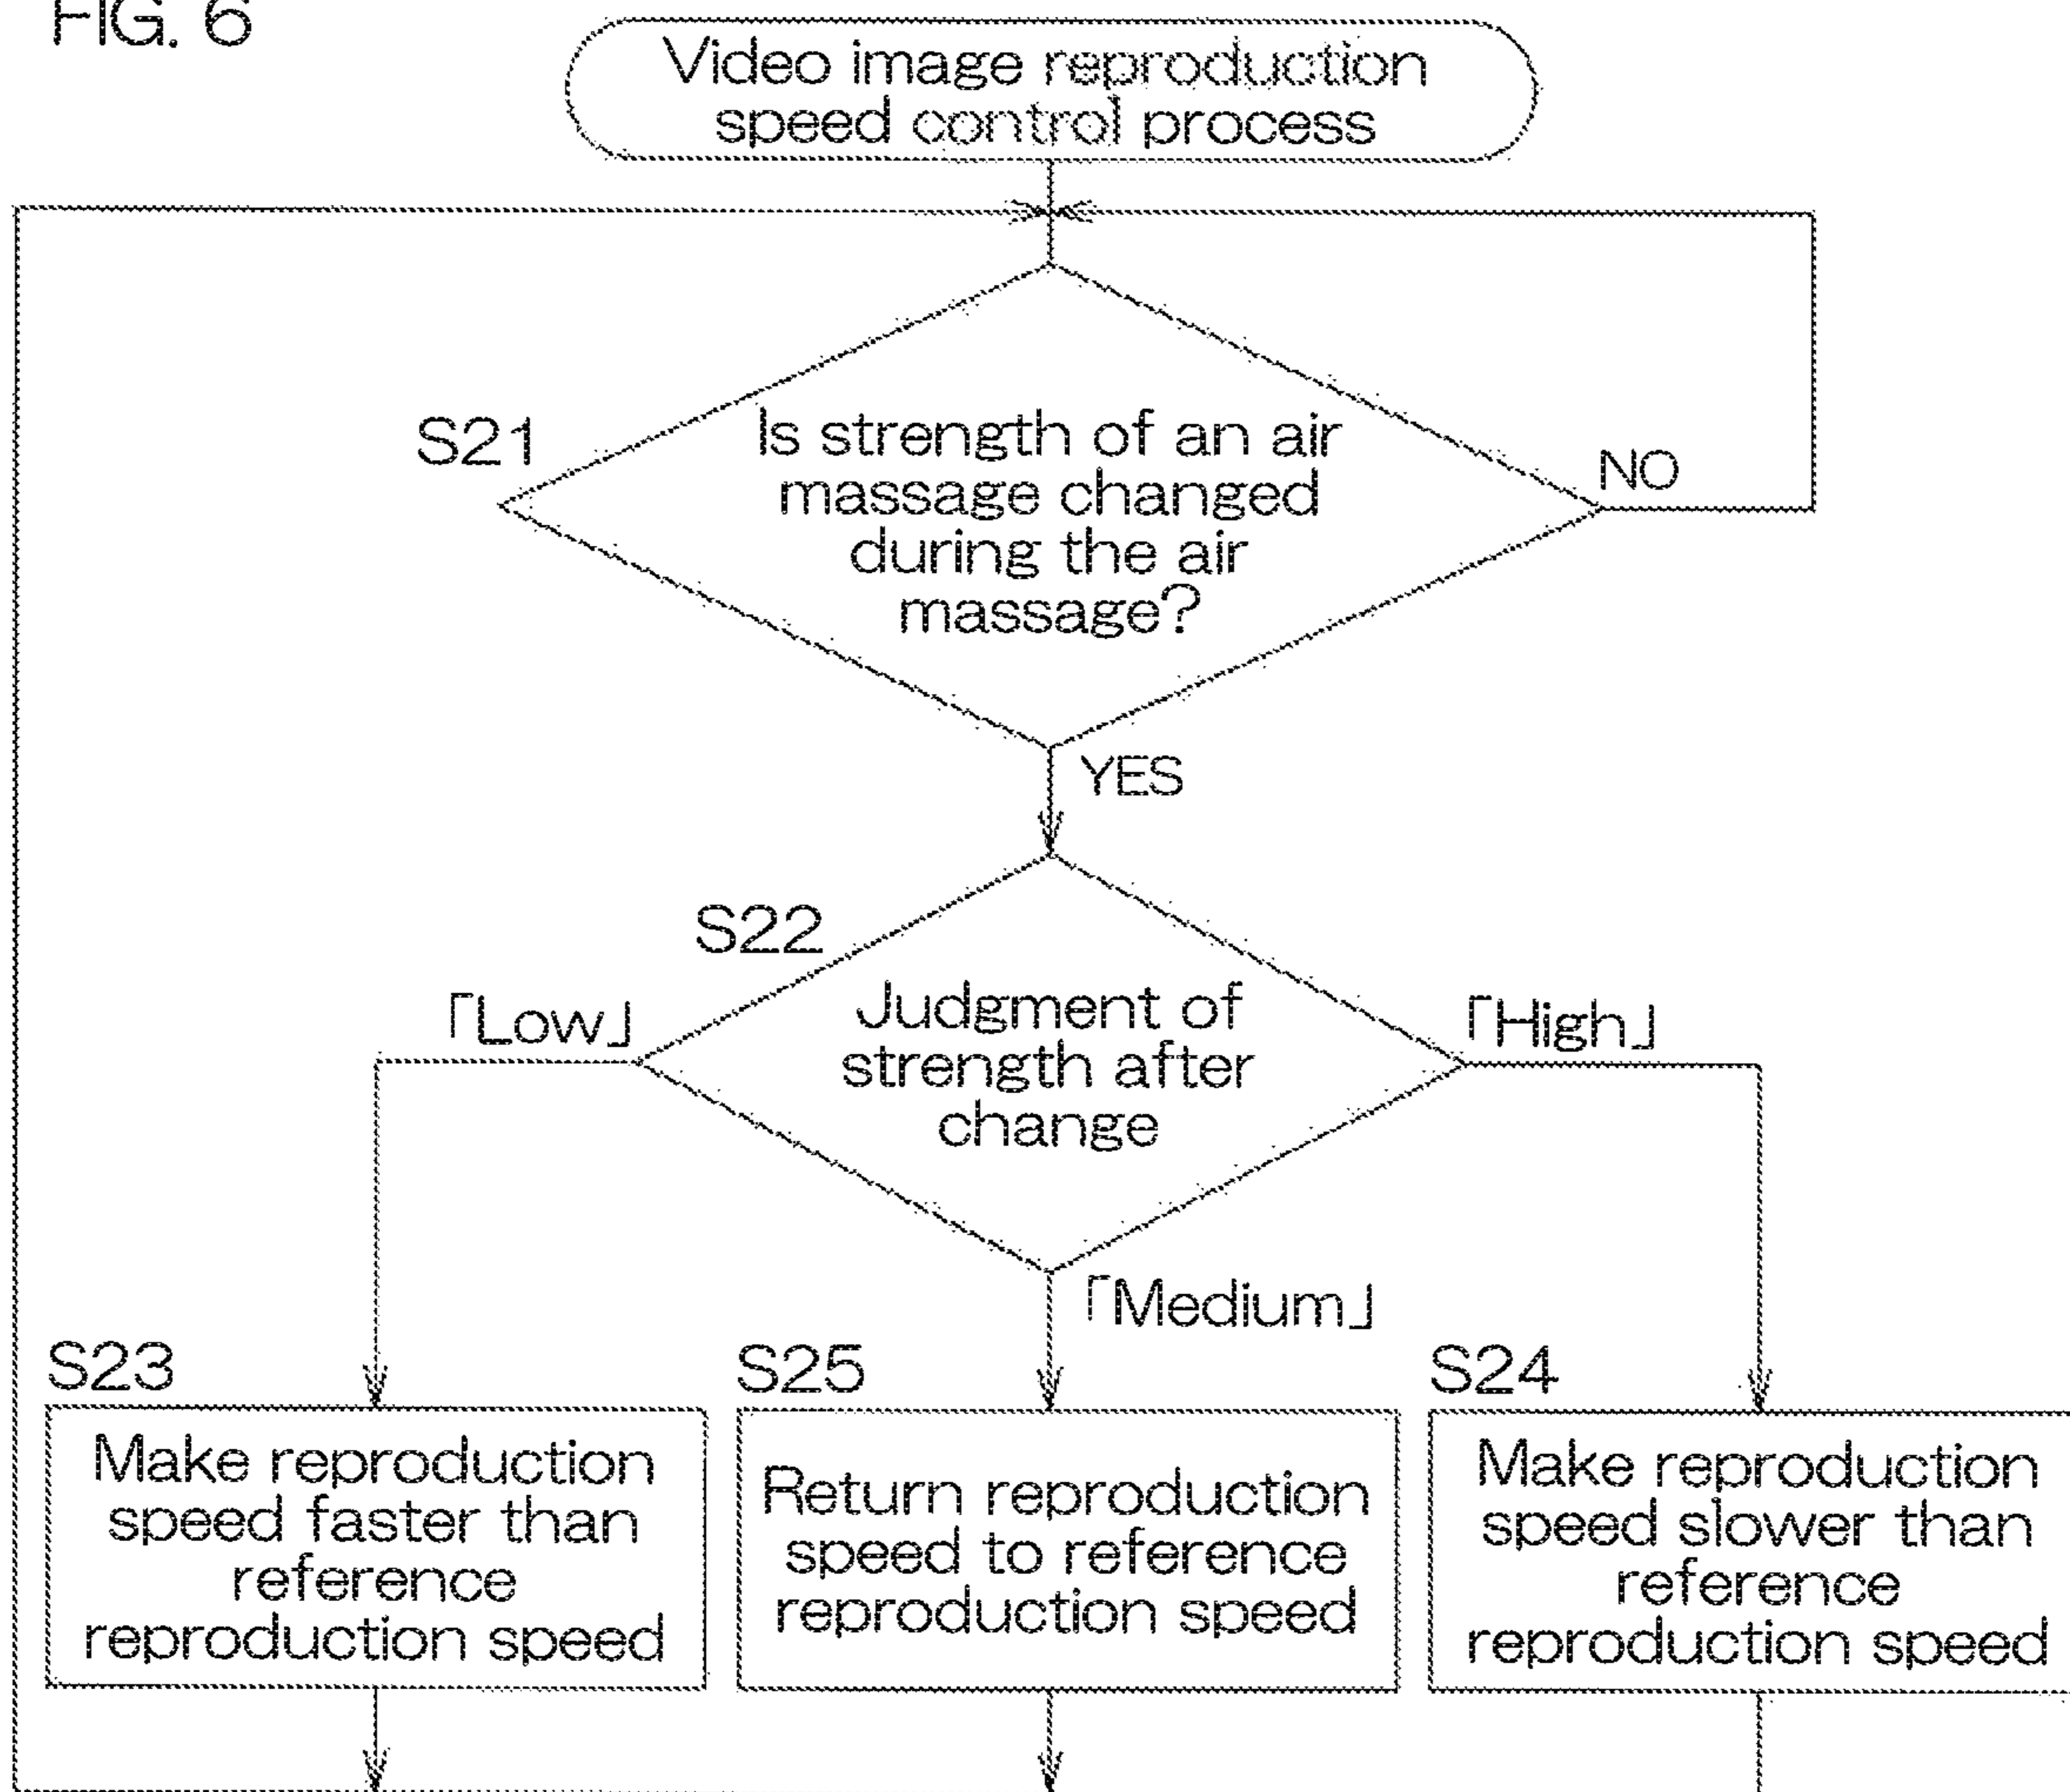 FIG. 6
Video image reproduction
speed control process
S21
Is strength of an air
massage changed
during the air
massage?
NO
YES
S22
Judgment of
strength after
change
「Low」
「High」
「Medium」
S23
Make reproduction
speed faster than
reference
reproduction speed
S25
Return reproduction
speed to reference
reproduction speed
S24
Make reproduction
speed slower than
reference
reproduction speed